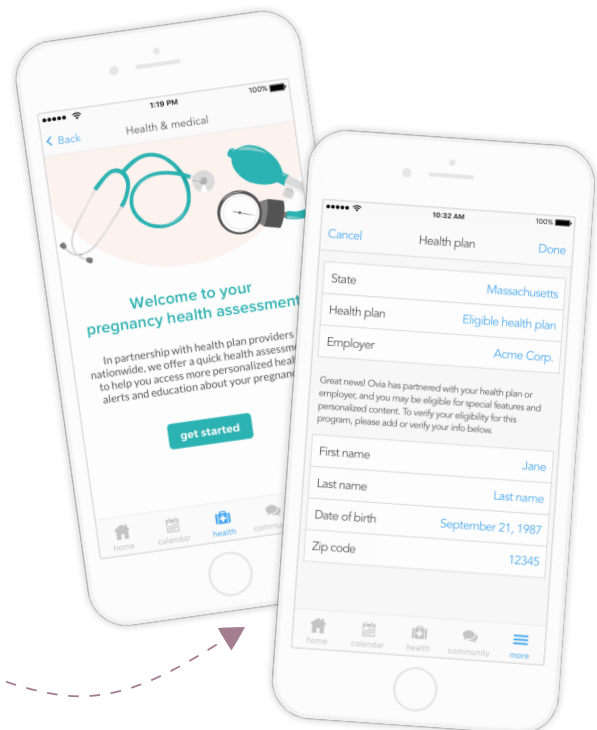 1:19 PM
100%
Back
Health & medical
Welcome to your
pregnancy health assessment
In partnership with health plan providers
nationwide, we offer a quick health
to help you access more personalized
alerts and education about your
get started
home
calendar
health
10:32 AM
100%
Cancel
Health plan
Done
State
Massachusetts
Health plan
Eligible health plan
Employer
Acme Corp.
Great news! Ovia has partnered with your health plan or
employer, and you may be eligible for special features and
personalized content. To verify your eligibility for this
program, please add or verify your info below.
First name
Jane
Last name
Last name
Date of birth
September 21, 1987
Zip code
12345
home
calendar
health
community
more